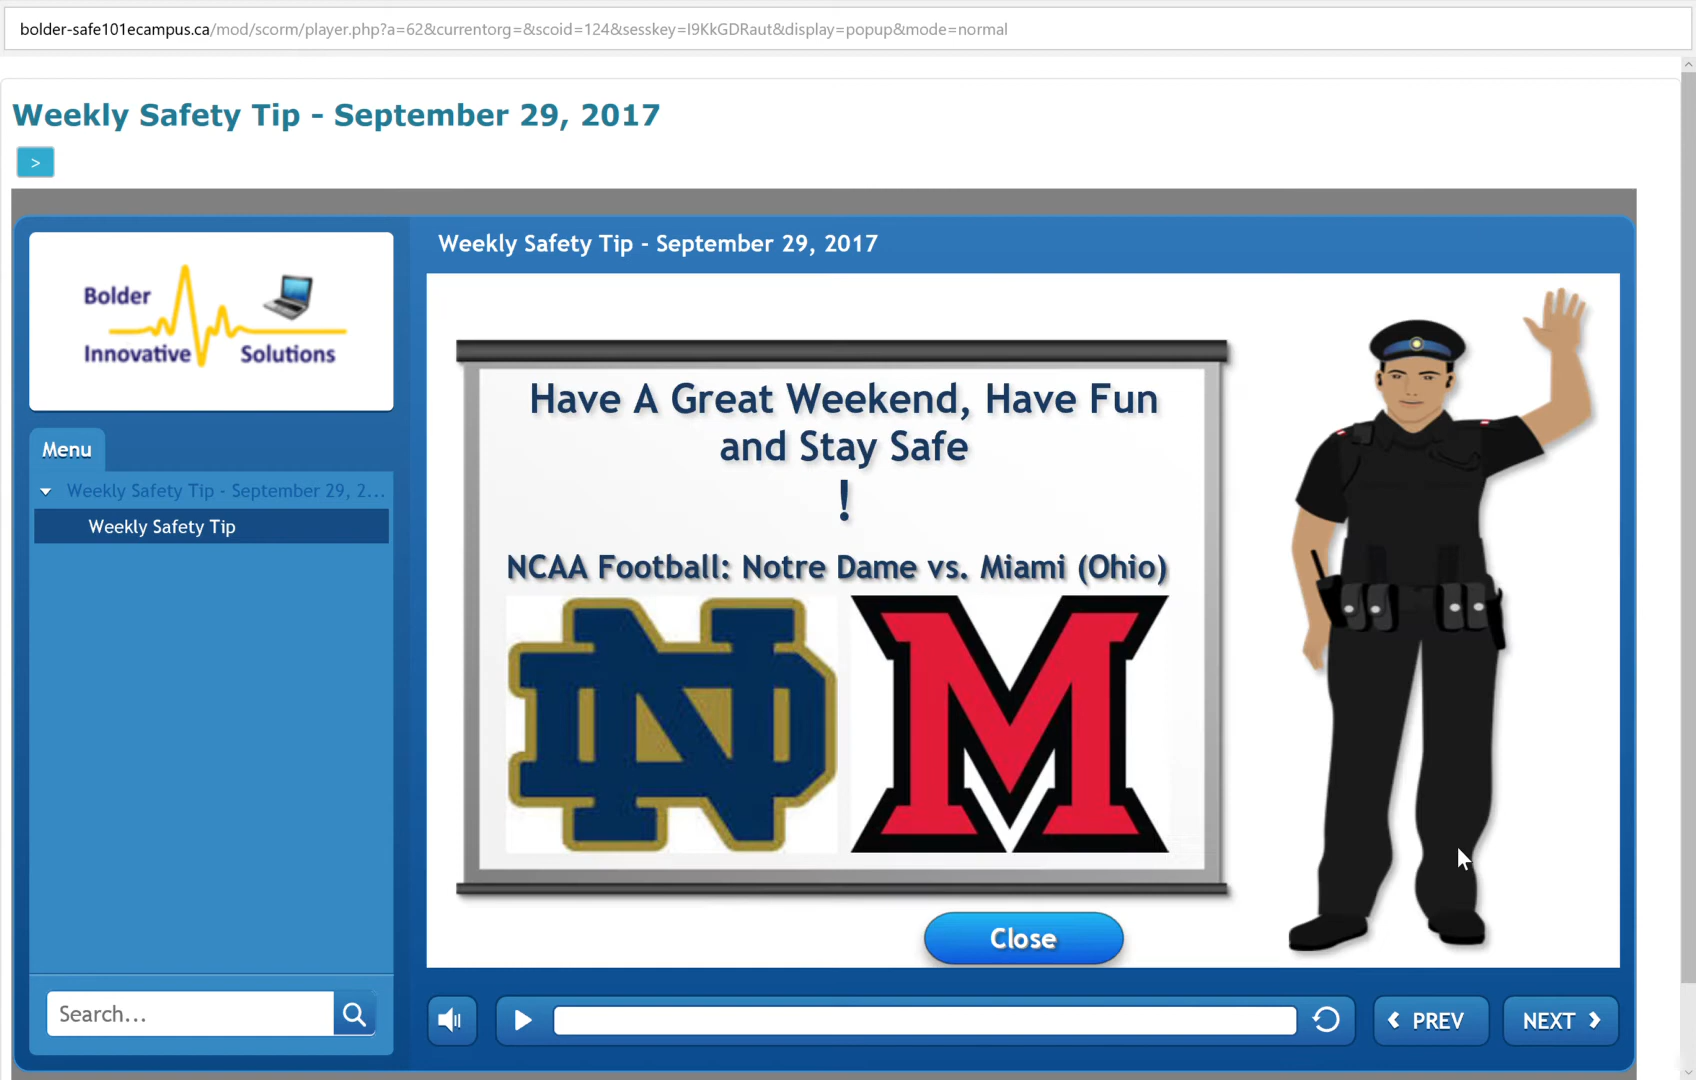 bolder-safe101ecampus.ca/mod/scorm/player.php?a=62&currentorg=&scoid=124&sesskey=I9KkGDRaut&display=popup&mode=normal
Weekly Safety Tip - September 29, 2017
>
Weekly Safety Tip - September 29, 2017
Bolder
Innovative Solutions
Menu
Weekly Safety Tip - September 29, 2...
Weekly Safety Tip
Have A Great Weekend, Have Fun
and Stay Safe
!
NCAA Football: Notre Dame vs. Miami (Ohio)
ND M
Close
Search...
PREV
NEXT